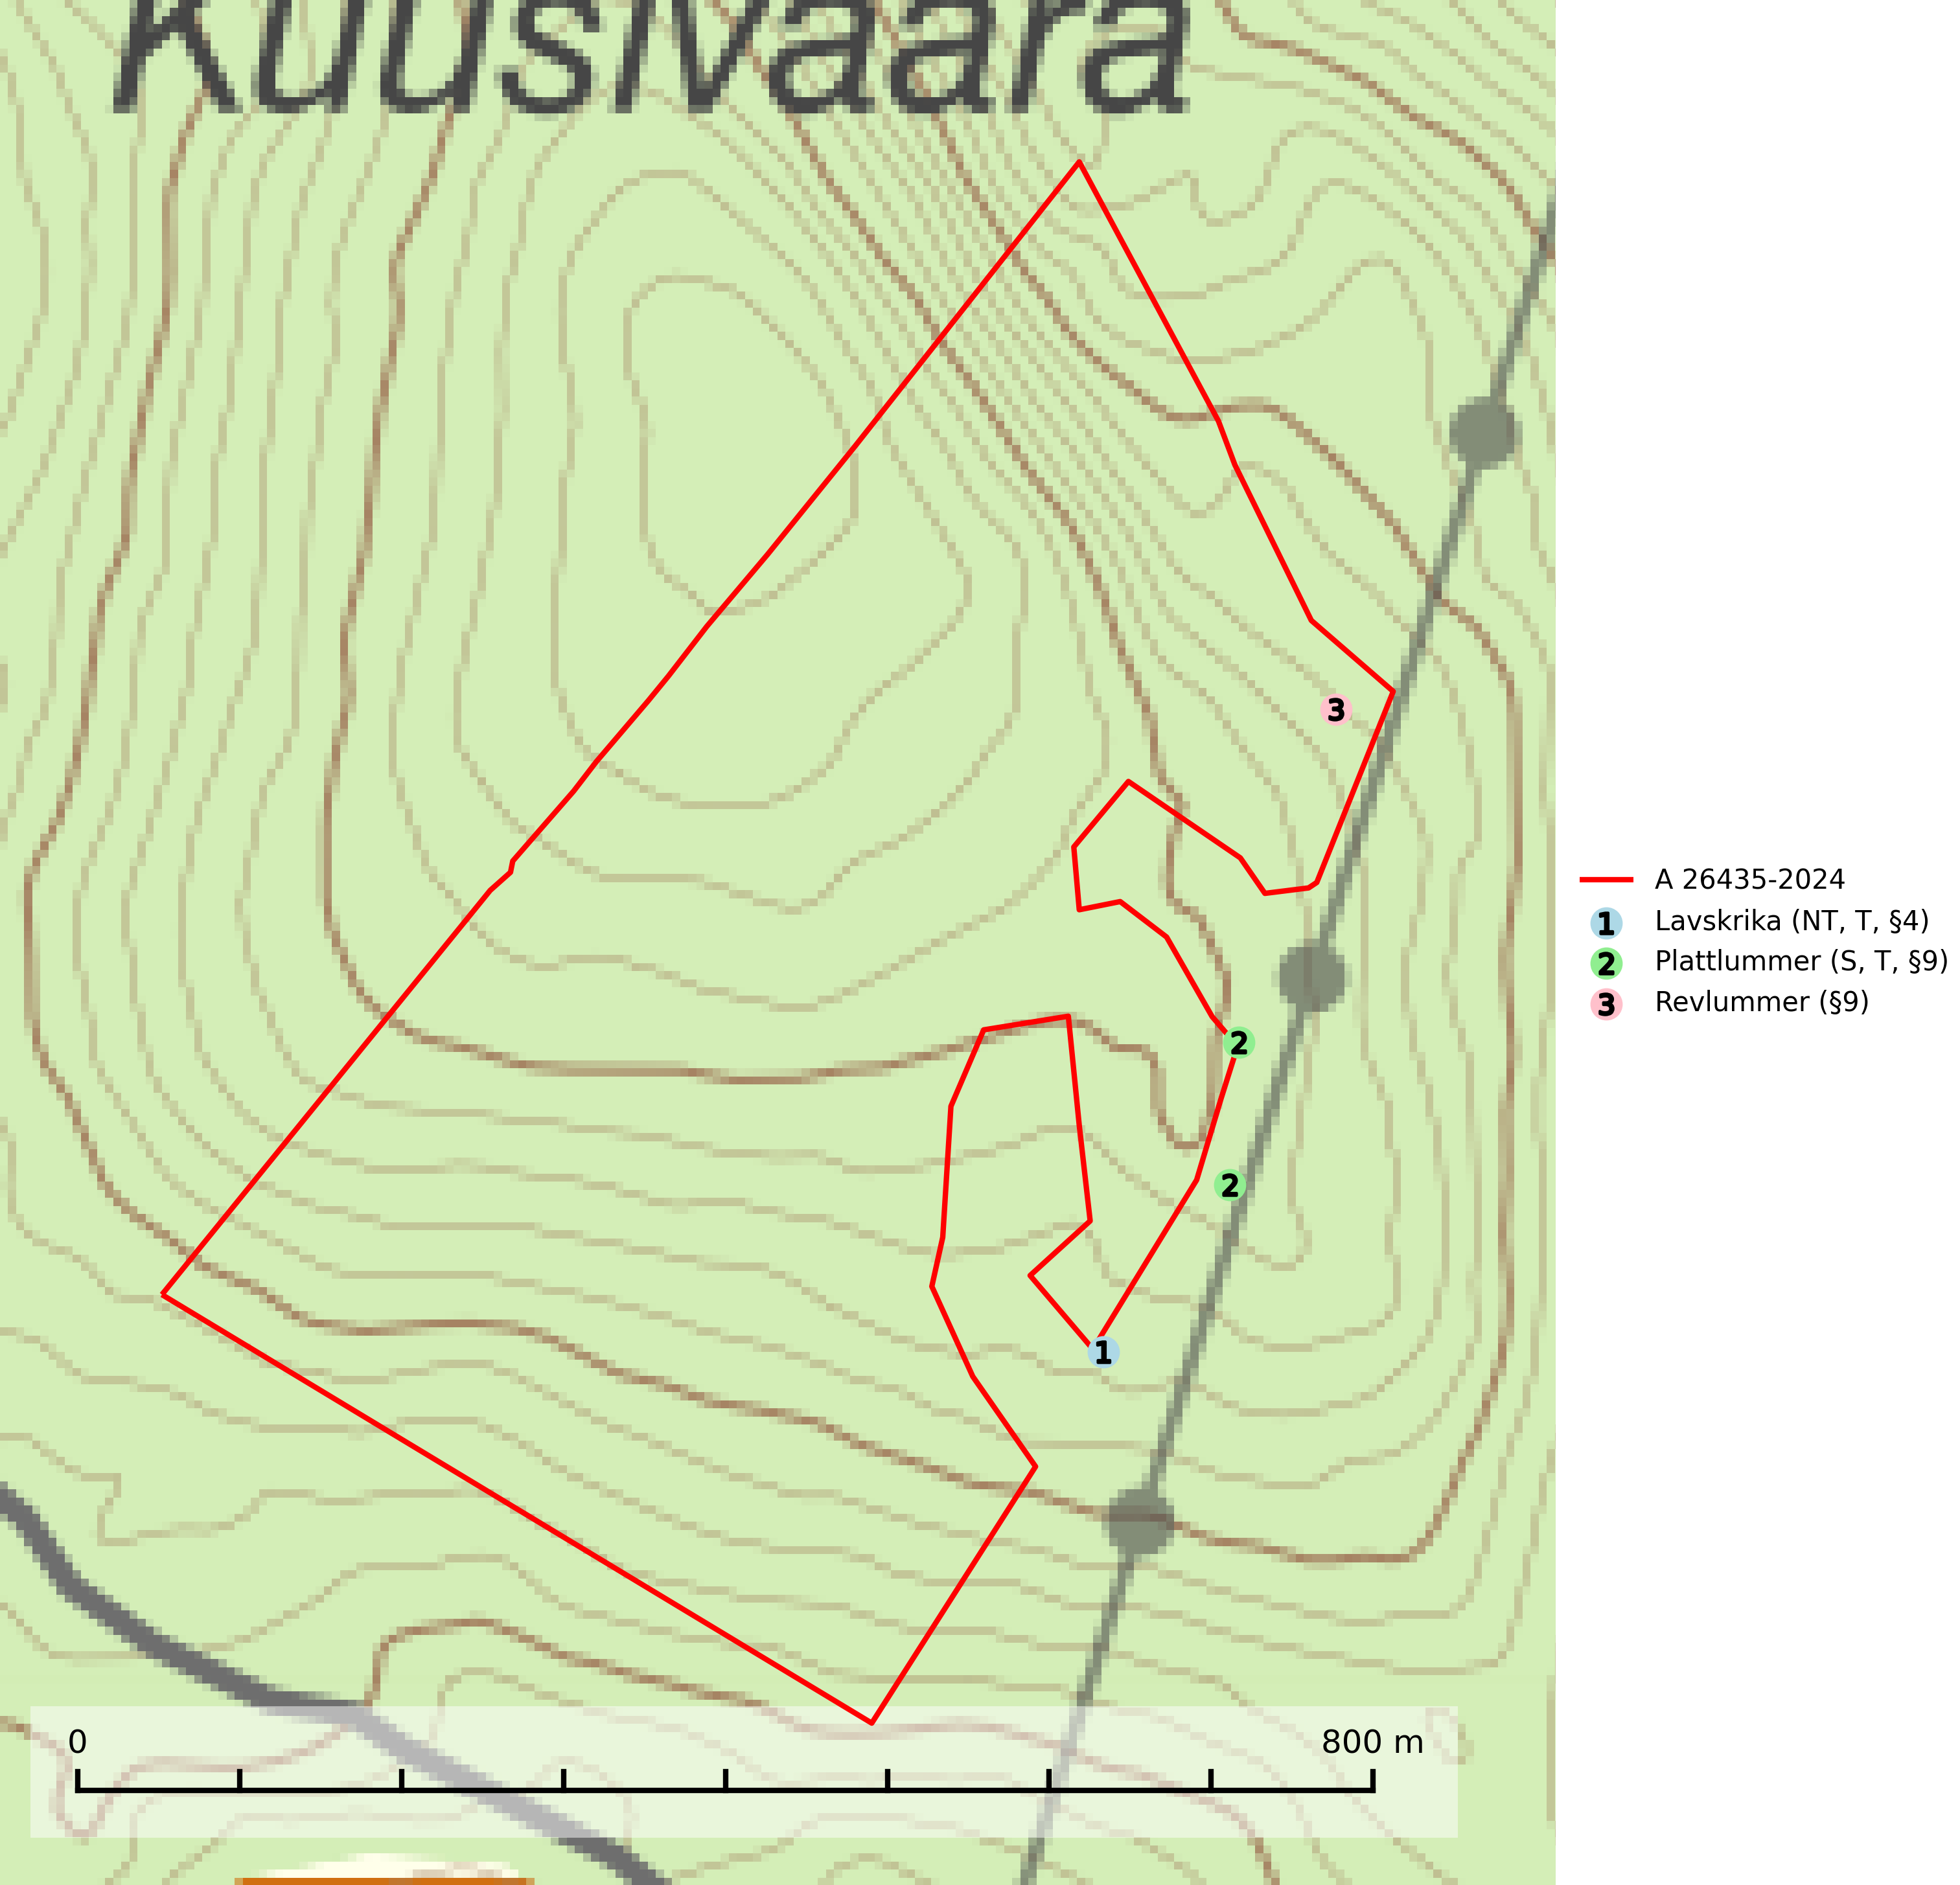 Kuusivaara
3
2
2
1
A 26435-2024
1 Lavskrika (NT, T, §4)
2 Plattlummer (S, T, §9)
3 Revlummer (§9)
0 800 m